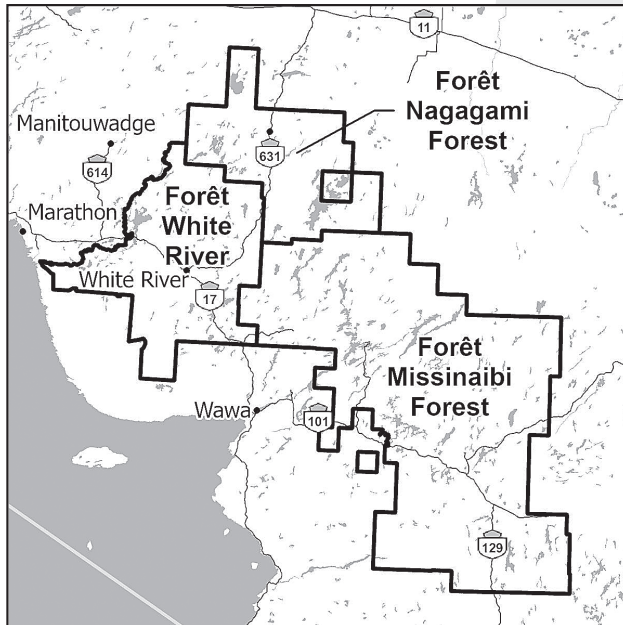 11
Forêt
Nagagami
Forest
Manitouwadge
631
614
Forêt
White
River
Marathon
White River
17
Forêt
Missinaibi
Forest
Wawa
101
129